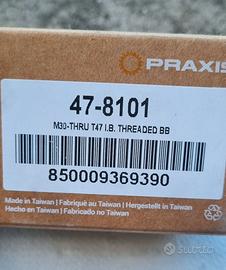 PRAXIS
47-8101
M30-THRU T47 I.B. THREADED BB
850009369390
Made in Taiwan | Fabriqué au Taiwan | Hergestellt in Taiwan
Hecho en Taiwan | Fabricado no Taiwan
Subito